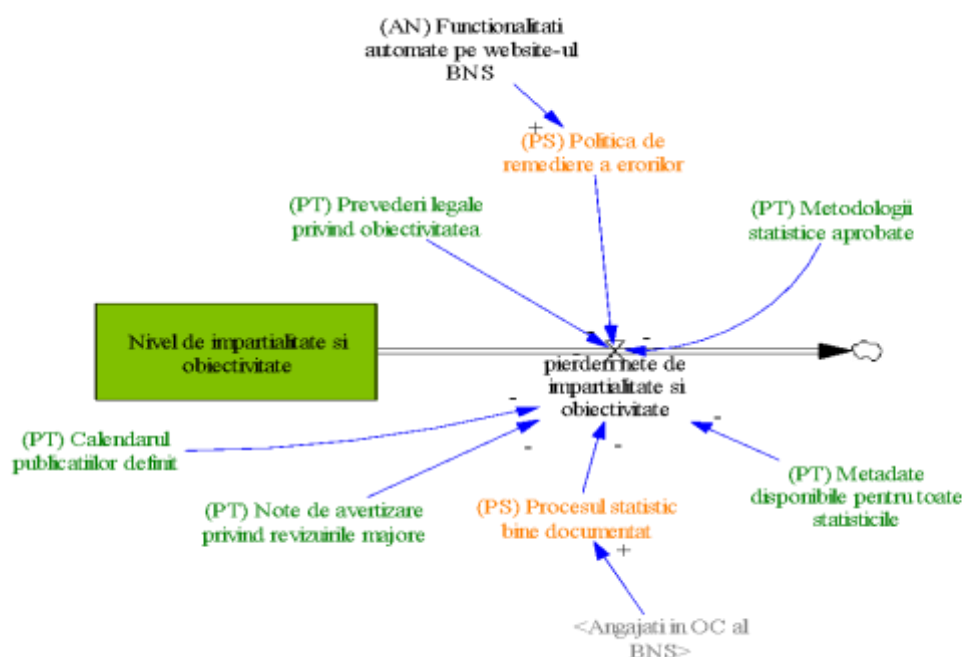 (AN) Functionalitati
automate pe website-ul
BNS
+
(PS) Politica de
remediere a erorilor
(PT) Prevederi legale
privind obiectivitatea
(PT) Metodologii
statistice aprobate
Nivel de impartialitate si
obiectivitate
-
-
-
pierderi nete de
impartialitate si
obiectivitate
-
-
-
-
(PT) Calendarul
publicatiilor definit
(PT) Note de avertizare
privind revizuirile majore
(PS) Procesul statistic
bine documentat
(PT) Metadate
disponibile pentru toate
statisticile
+
<Angajati in OC al
BNS>